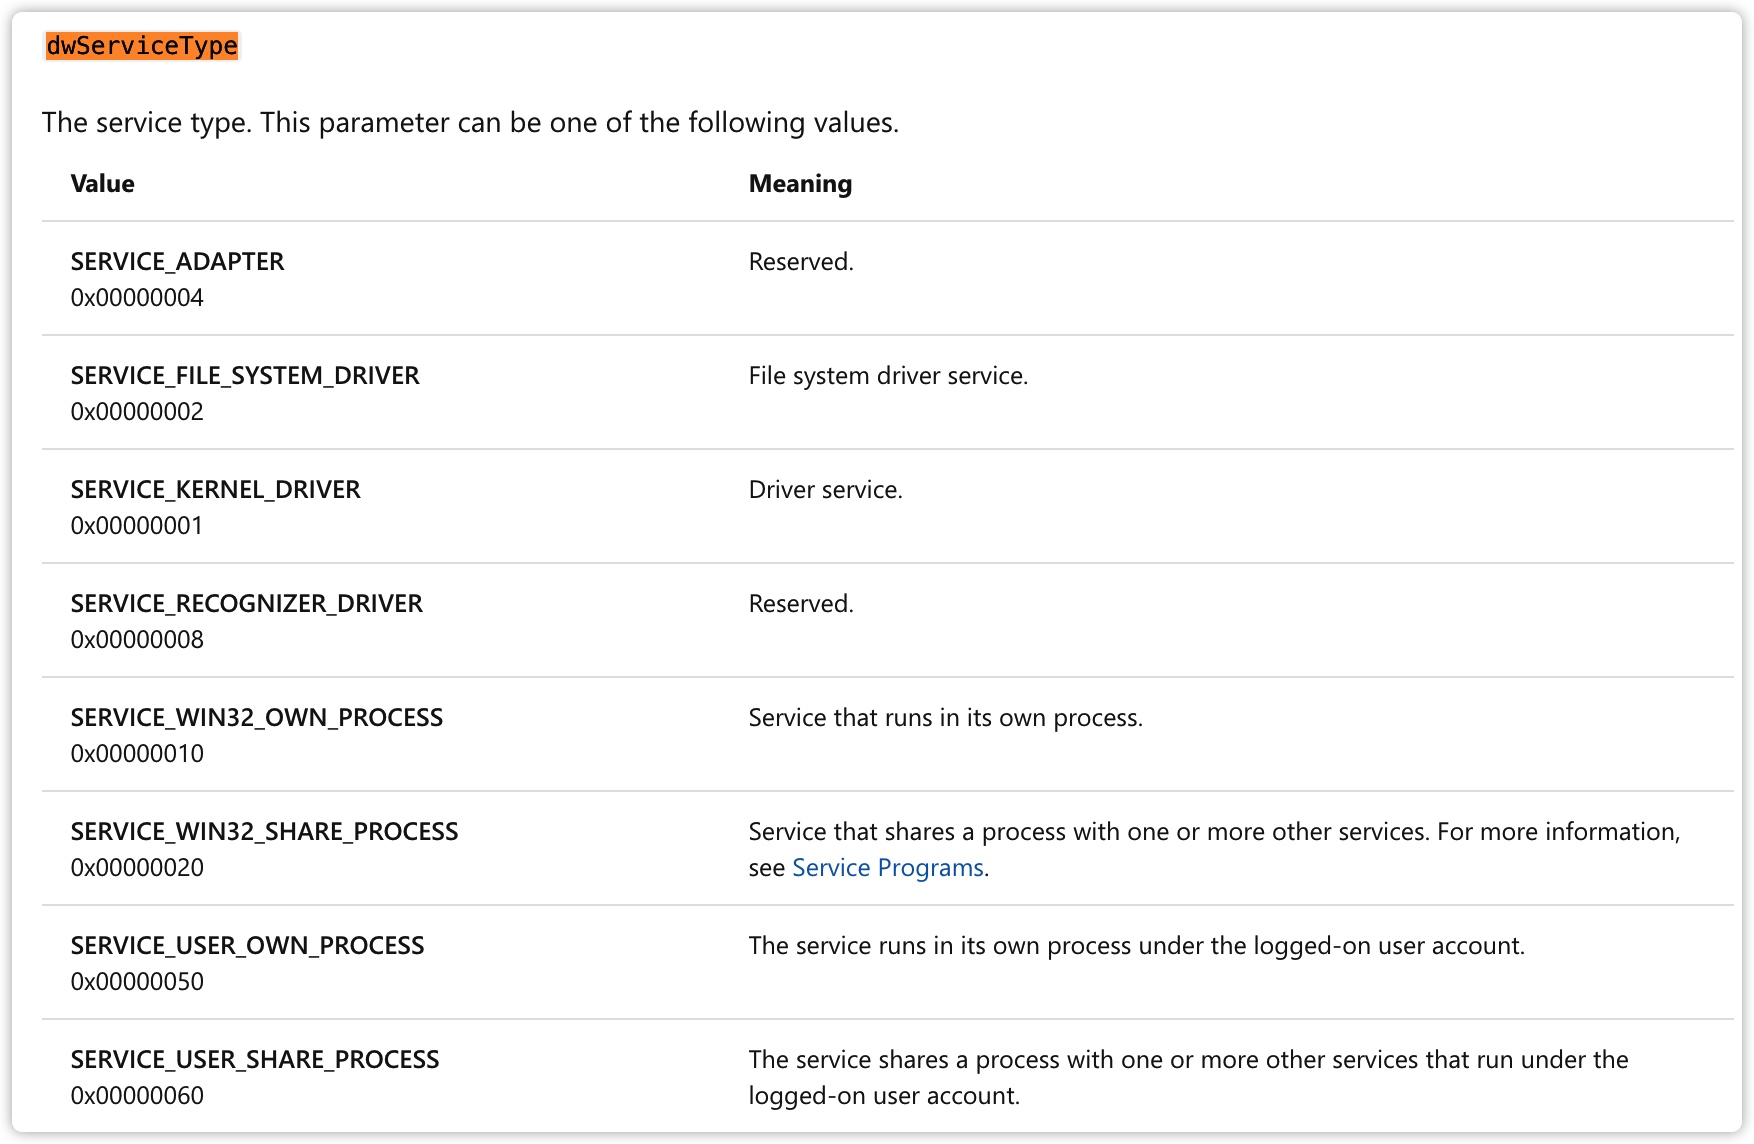 dwServiceType
The service type. This parameter can be one of the following values.
Value Meaning
SERVICE_ADAPTER Reserved.
0x00000004
SERVICE_FILE_SYSTEM_DRIVER File system driver service.
0x00000002
SERVICE_KERNEL_DRIVER Driver service.
0x00000001
SERVICE_RECOGNIZER_DRIVER Reserved.
0x00000008
SERVICE_WIN32_OWN_PROCESS Service that runs in its own process.
0x00000010
SERVICE_WIN32_SHARE_PROCESS Service that shares a process with one or more other services. For more information,
0x00000020 see Service Programs.
SERVICE_USER_OWN_PROCESS The service runs in its own process under the logged-on user account.
0x00000050
SERVICE_USER_SHARE_PROCESS The service shares a process with one or more other services that run under the
0x00000060 logged-on user account.